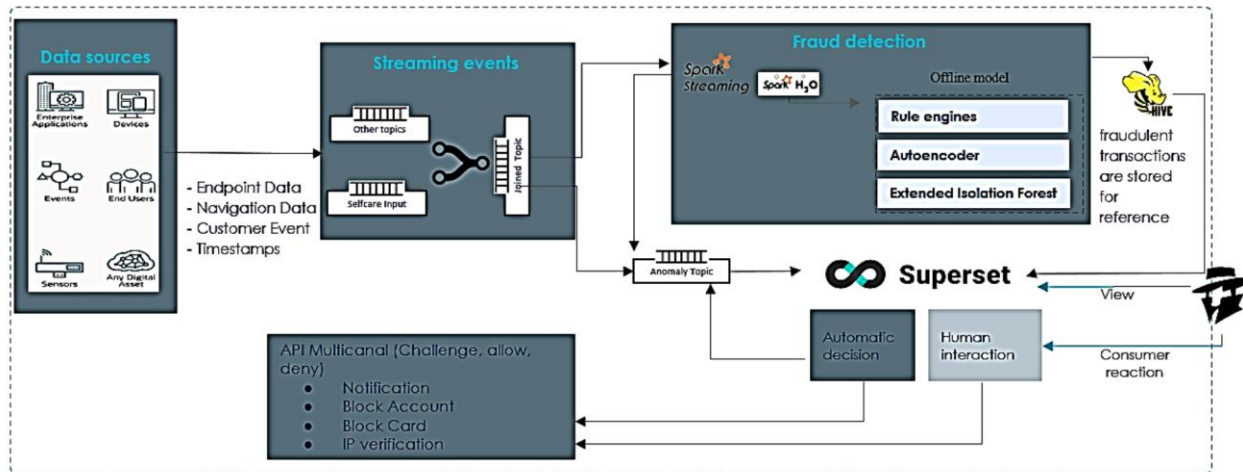 Data sources
Enterprise
Applications
Devices
Events
End Users
Sensors
Any Digital
Asset
- Endpoint Data
- Navigation Data
- Customer Event
- Timestamps
Streaming events
Other topics
Selfcare Input
Joined Topic
Fraud detection
Spark
Streaming
Spark H2O
Offline model
Rule engines
Autoencoder
Extended Isolation Forest
HIVE
fraudulent
transactions
are stored
for
reference
Anomaly Topic
Superset
View
Automatic
decision
Human
interaction
Consumer
reaction
API Multicanal (Challenge, allow,
deny)
● Notification
● Block Account
● Block Card
● IP verification